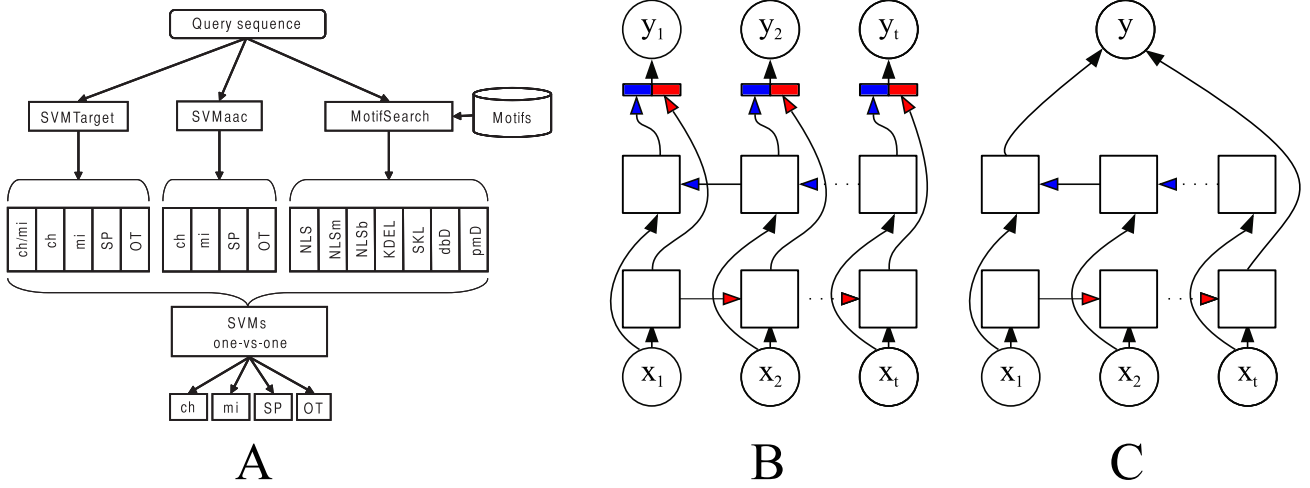 Query sequence
SVMTarget
SVMaac
MotifSearch
Motifs
ch/mi
ch
mi
SP
OT
ch
mi
SP
OT
NLS
NLSm
NLSb
KDEL
SKL
dbD
pmD
SVMs
one-vs-one
ch
mi
SP
OT
A
y1
y2
yt
. . .
. . .
x1
x2
xt
B
y
. . .
. . .
x1
x2
xt
C